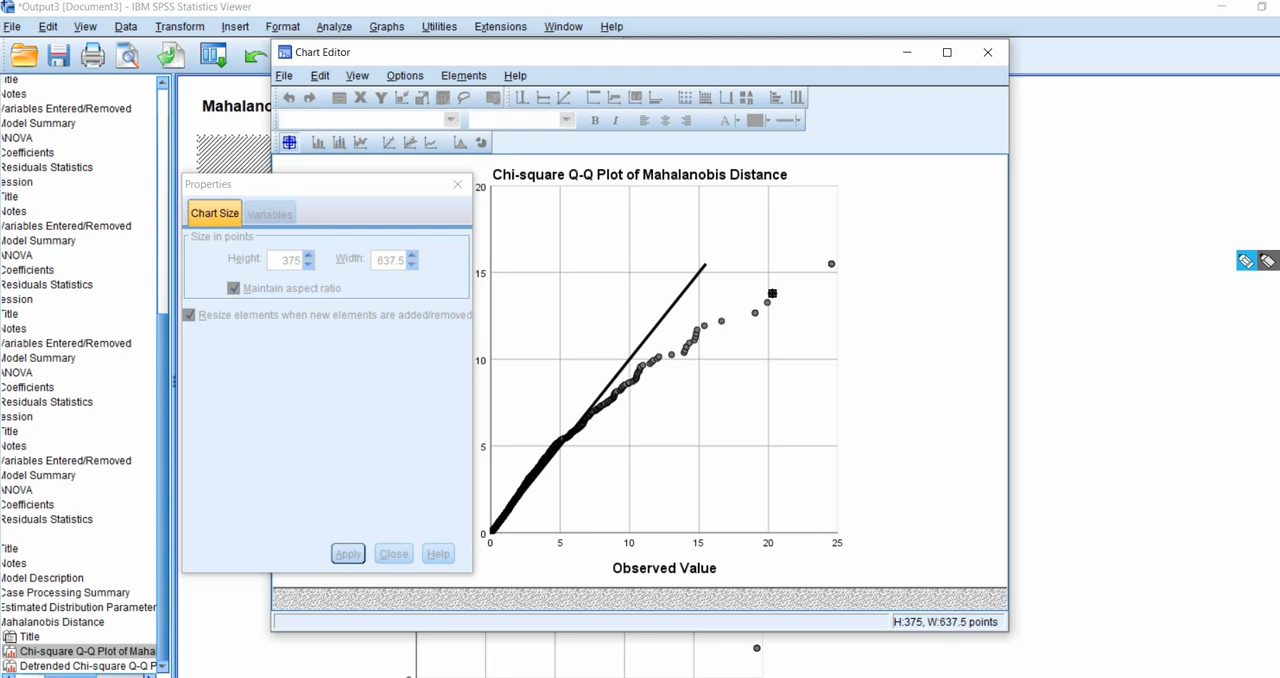 *Output3 [Document3] - IBM SPSS Statistics Viewer
File Edit View Data Transform Insert Format Analyze Graphs Utilities Extensions Window Help
Chart Editor
File Edit View Options Elements Help
B I A
itle
Notes
Variables Entered/Removed
Model Summary
ANOVA
Coefficients
Residuals Statistics
ession
Title
Notes
Variables Entered/Removed
Model Summary
ANOVA
Coefficients
Residuals Statistics
ession
Title
Notes
Variables Entered/Removed
Model Summary
ANOVA
Coefficients
Residuals Statistics
ession
Title
Notes
Variables Entered/Removed
Model Summary
ANOVA
Coefficients
Residuals Statistics
Title
Notes
Model Description
Case Processing Summary
Estimated Distribution Parameter
Mahalanobis Distance
Title
Chi-square Q-Q Plot of Maha
Detrended Chi-square Q-Q P
Mahalano
Properties
Chart Size Variables
Size in points
Height: 375 Width: 637.5
Maintain aspect ratio
Resize elements when new elements are added/removed
Apply Close Help
Chi-square Q-Q Plot of Mahalanobis Distance
20
15
10
5
0
0 5 10 15 20 25
Observed Value
H:375, W:637.5 points